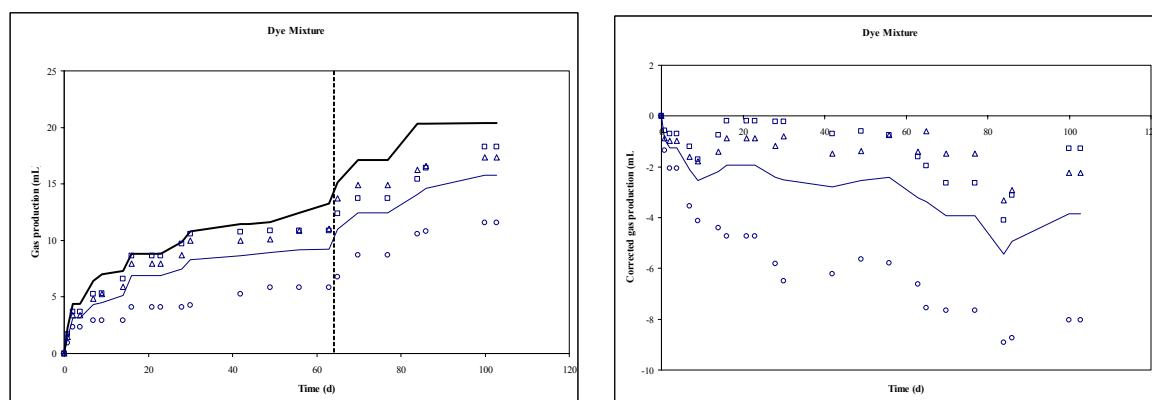 Dye Mixture
25
20
15
10
5
0
0 20 40 60 80 100 120
Gas production (mL
Time (d)
Dye Mixture
2
0
-2
-4
-6
-8
-10
0 20 40 60 80 100 120
Corrected gas production (mL
Time (d)